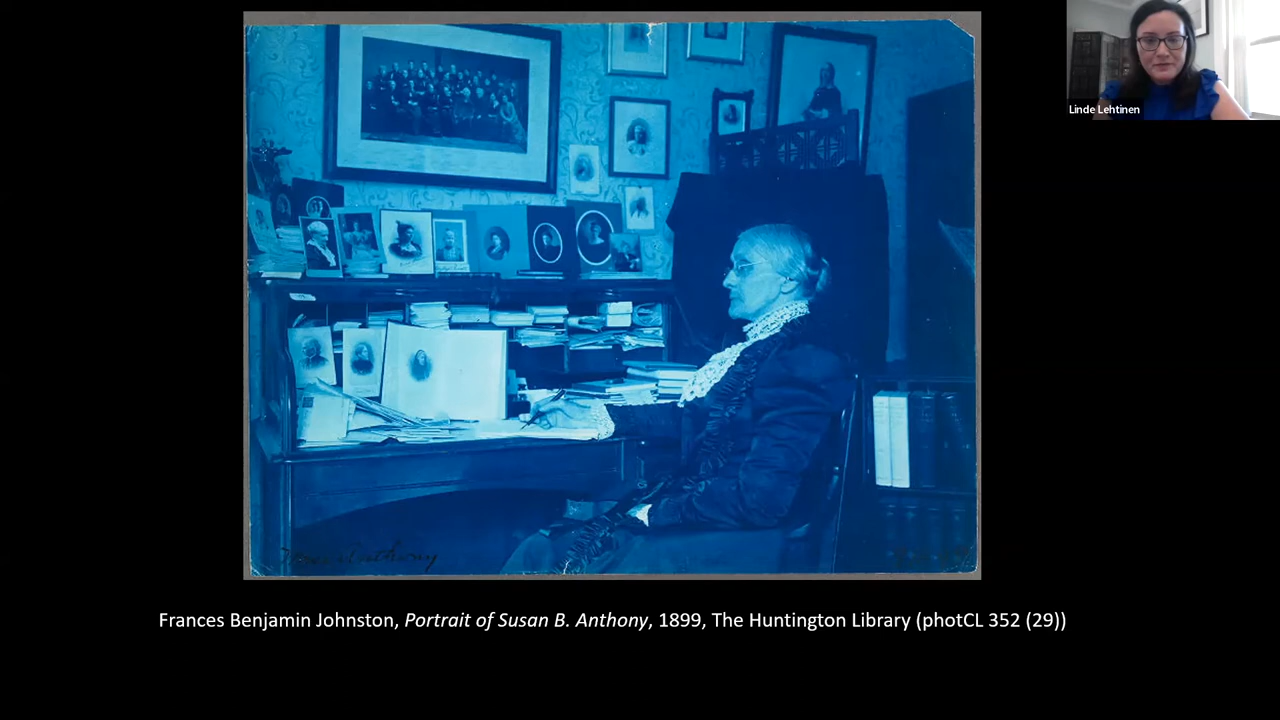 Linde Lehtinen
Frances Benjamin Johnston, Portrait of Susan B. Anthony, 1899, The Huntington Library (photCL 352 (29))